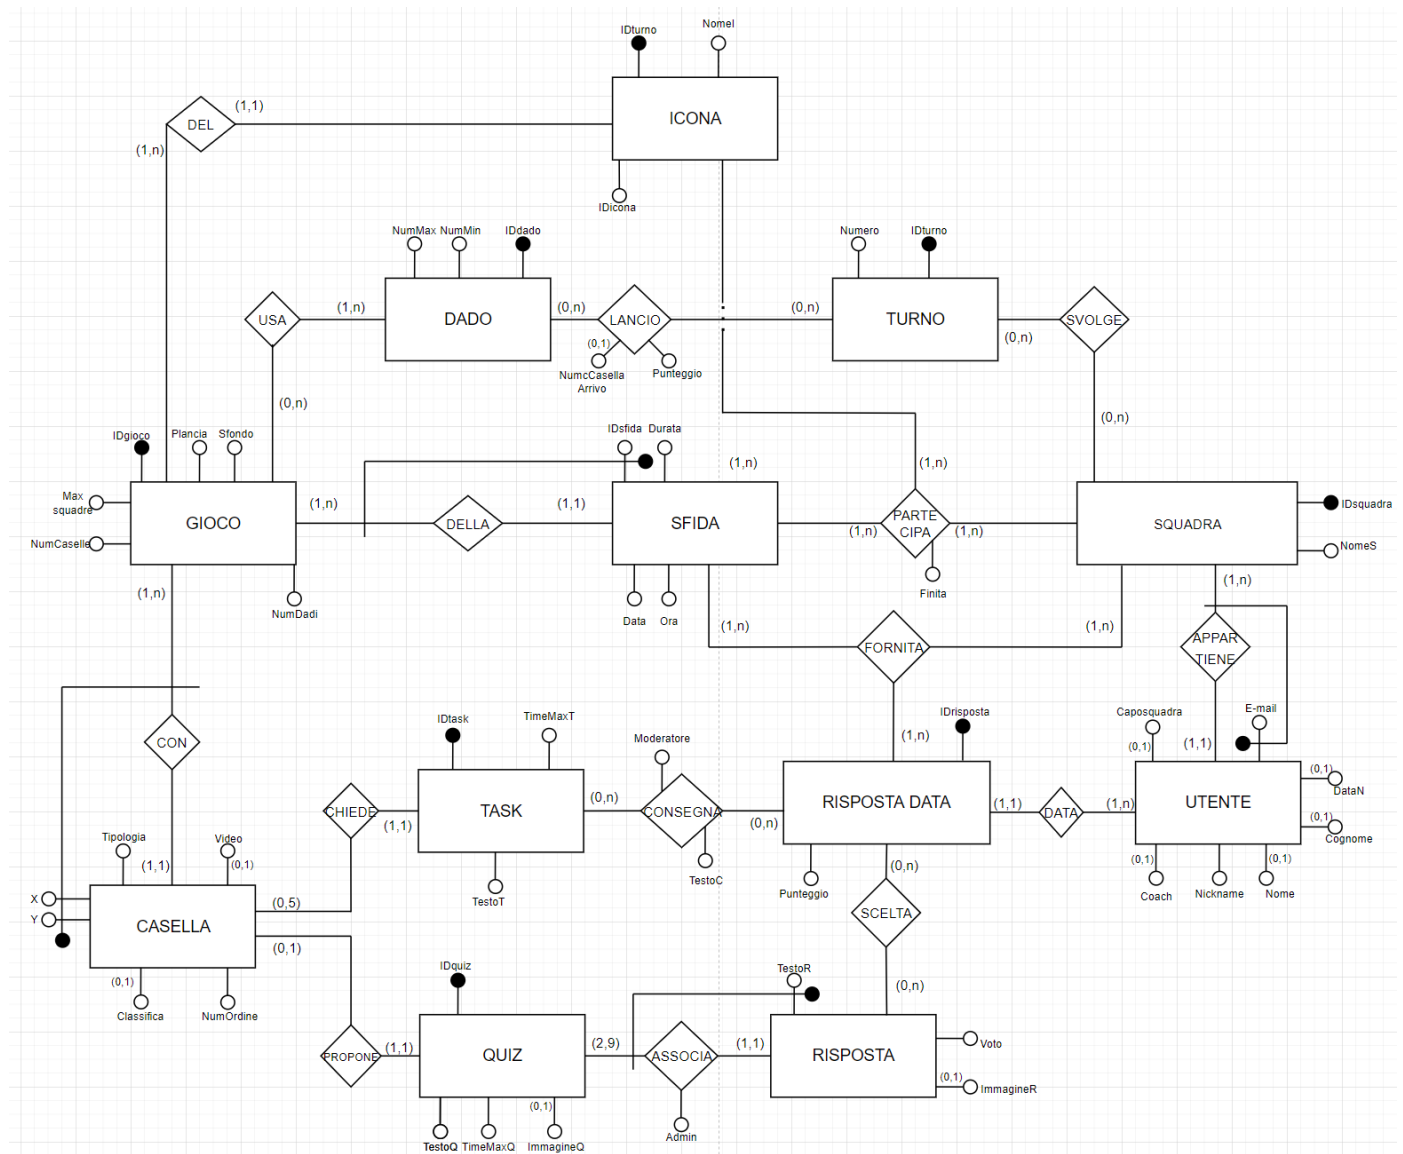 IDturno
NomeI
ICONA
DEL
(1,1)
(1,n)
IDicona
NumMax
NumMin
IDdado
Numero
IDturno
USA
(1,n)
DADO
(0,n)
LANCIO
(0,n)
TURNO
(0,n)
SVOLGE
(0,1)
NumcCasella
Arrivo
Punteggio
(0,n)
(0,n)
IDgioco
Plancia
Sfondo
IDsfida
Durata
(1,n)
(1,n)
Max
squadre
NumCaselle
GIOCO
(1,n)
DELLA
(1,1)
SFIDA
(1,n)
PARTE
CIPA
(1,n)
SQUADRA
IDsquadra
NomeS
Finita
(1,n)
NumDadi
Data
Ora
(1,n)
(1,n)
(1,n)
FORNITA
APPAR
TIENE
CON
IDtask
TimeMaxT
Moderatore
IDrisposta
(1,n)
Caposquadra
(0,1)
E-mail
(1,1)
CHIEDE
(1,1)
TASK
(0,n)
CONSEGNA
(0,n)
RISPOSTA DATA
(1,1)
DATA
(1,n)
UTENTE
(0,1)
DataN
(0,1)
Cognome
Tipologia
Video
(0,1)
(1,1)
TestoT
TestoC
Punteggio
(0,n)
(0,1)
Coach
Nickname
(0,1)
Nome
X
Y
CASELLA
(0,5)
(0,1)
SCELTA
(0,1)
Classifica
NumOrdine
IDquiz
TestoR
(0,n)
PROPONE
(1,1)
QUIZ
(2,9)
ASSOCIA
(1,1)
RISPOSTA
Voto
(0,1)
ImmagineR
TestoQ
TimeMaxQ
(0,1)
ImmagineQ
Admin